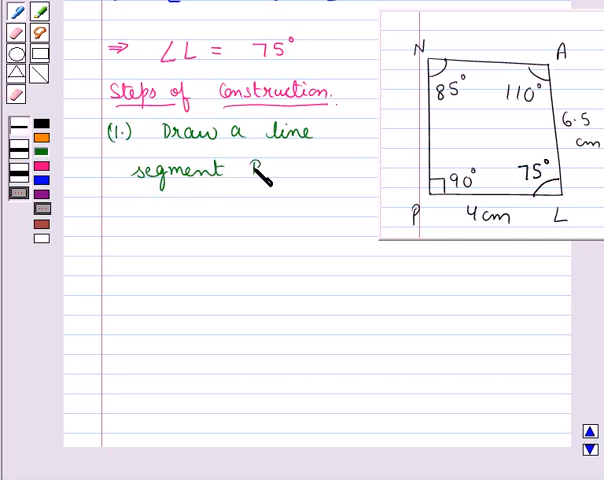 ⇒ ∠L = 75°
Steps of Construction.
(1.) Draw a line
segment P
N A
85° 110°
6.5
cm
90° 75°
P 4cm L